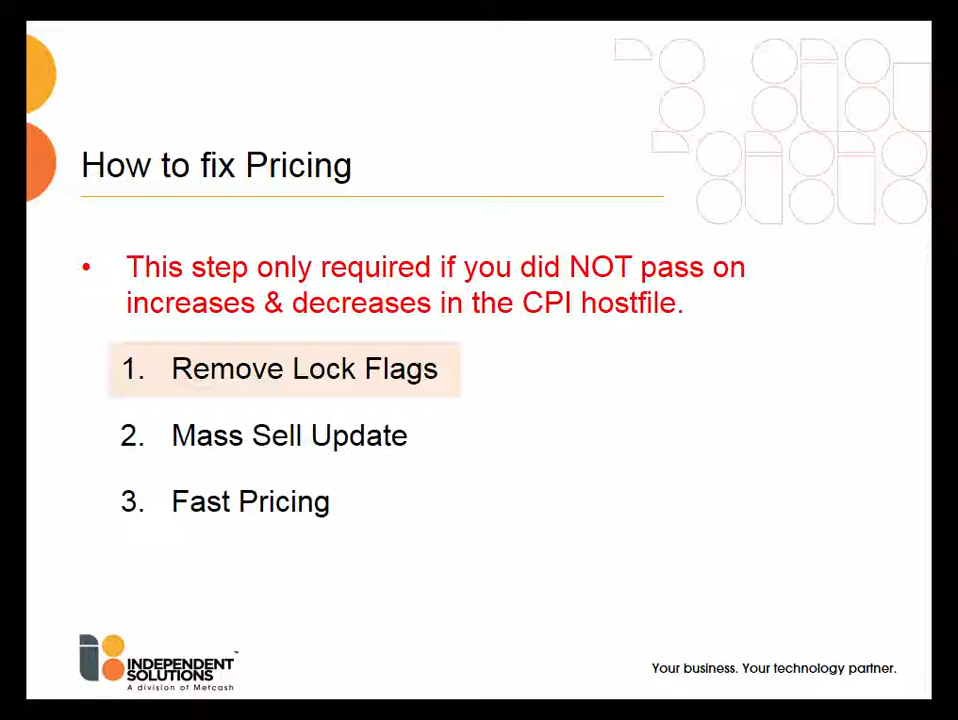 How to fix Pricing
• This step only required if you did NOT pass on
increases & decreases in the CPI hostfile.
1. Remove Lock Flags
2. Mass Sell Update
3. Fast Pricing
INDEPENDENT
SOLUTIONS
A division of Metcash
Your business. Your technology partner.